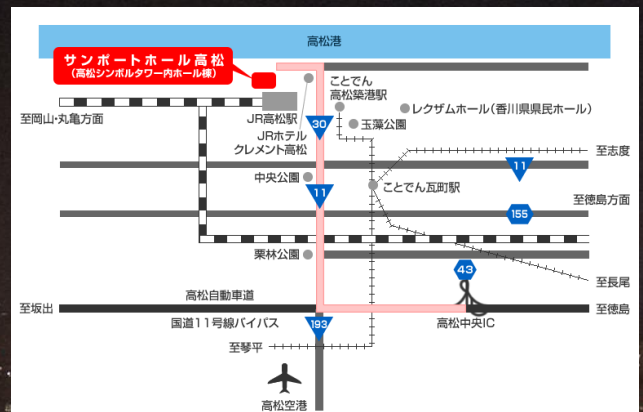 高松港
サンポートホール高松
(高松シンボルタワー内ホール棟)
ことでん
高松築港駅
レクザムホール(香川県県民ホール)
至岡山・丸亀方面
JR高松駅
玉藻公園
30
JRホテル
クレメント高松
至志度
11
中央公園
11
ことでん瓦町駅
至徳島方面
155
栗林公園
43
至長尾
高松自動車道
至坂出
至徳島
国道11号線バイパス
193
高松中央IC
至琴平
高松空港